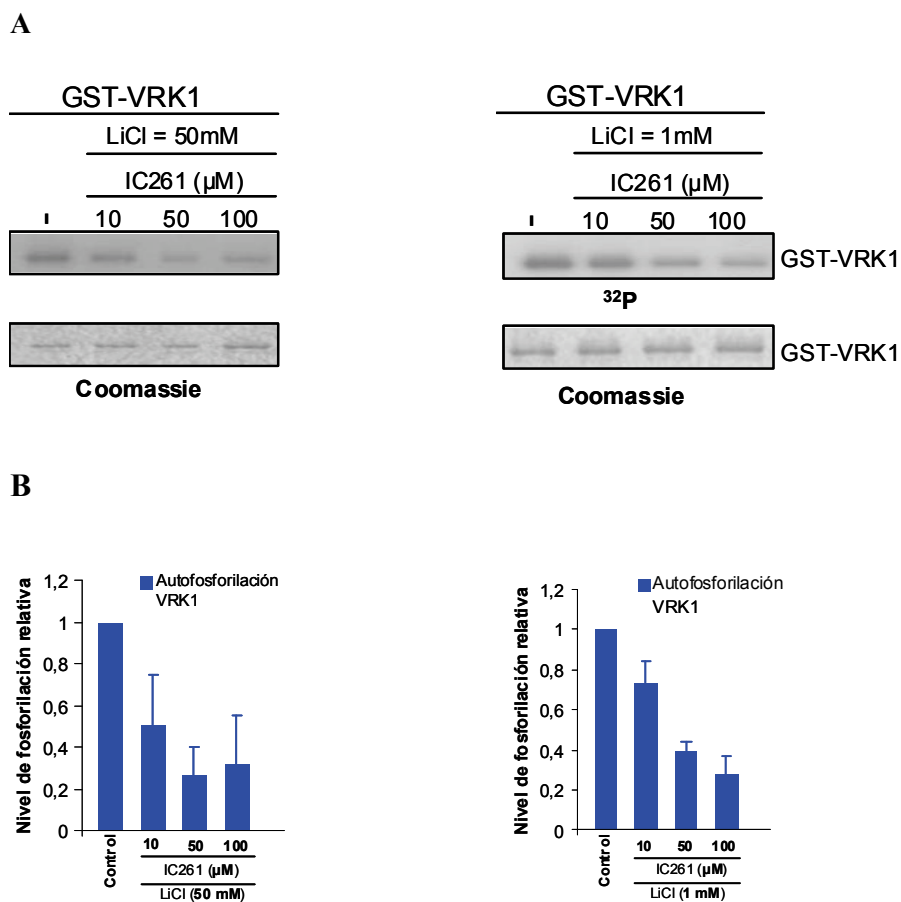 A
GST-VRK1
LiCl = 50mM
IC261 (µM)
- 10 50 100
Coomassie
GST-VRK1
LiCl = 1mM
IC261 (µM)
- 10 50 100
GST-VRK1
32P
GST-VRK1
Coomassie
B
Nivel de fosforilación relativa
1,2
1
0,8
0,6
0,4
0,2
0
Autofosforilación
VRK1
Control
10 50 100
IC261 (µM)
LiCl (50 mM)
Nivel de fosforilación relativa
1,2
1
0,8
0,6
0,4
0,2
0
Autofosforilación
VRK1
Control
10 50 100
IC261 (µM)
LiCl (1 mM)